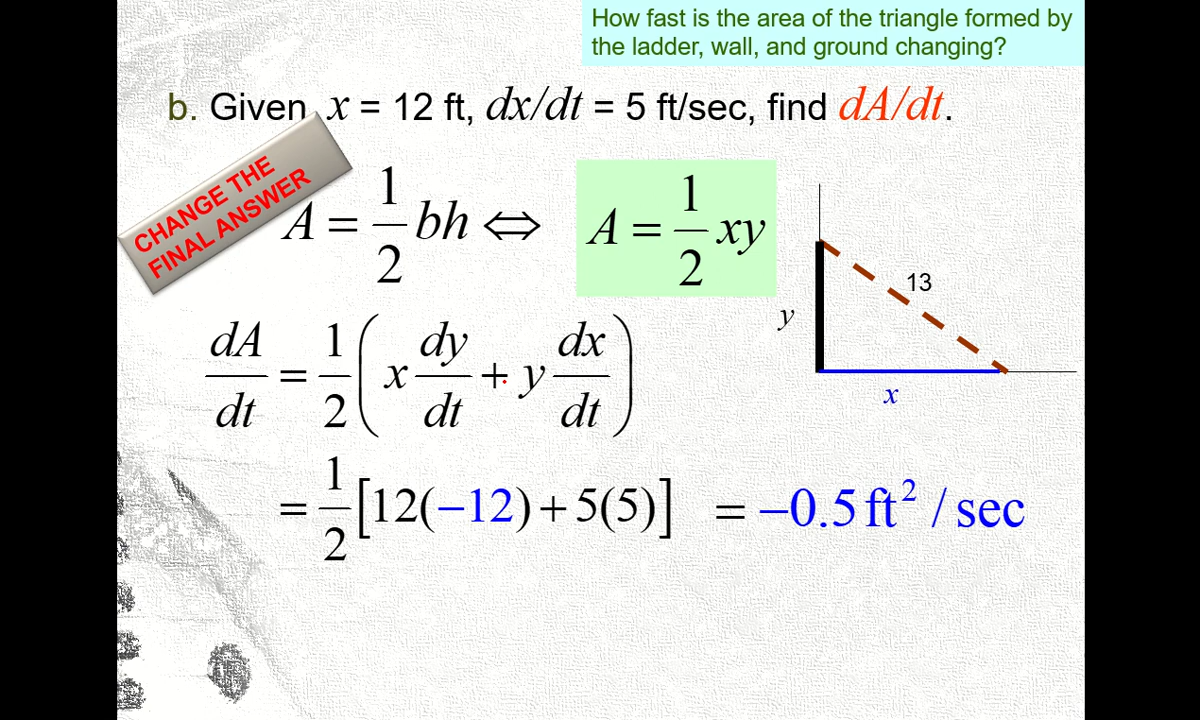 How fast is the area of the triangle formed by
the ladder, wall, and ground changing?
b. Given x = 12 ft, dx/dt = 5 ft/sec, find dA/dt.
CHANGE THE
FINAL ANSWER
A = 1/2 bh ⇔ A = 1/2 xy
13
y
x
dA/dt = 1/2 (x dy/dt + y dx/dt)
= 1/2 [12(−12) + 5(5)] = −0.5 ft² / sec